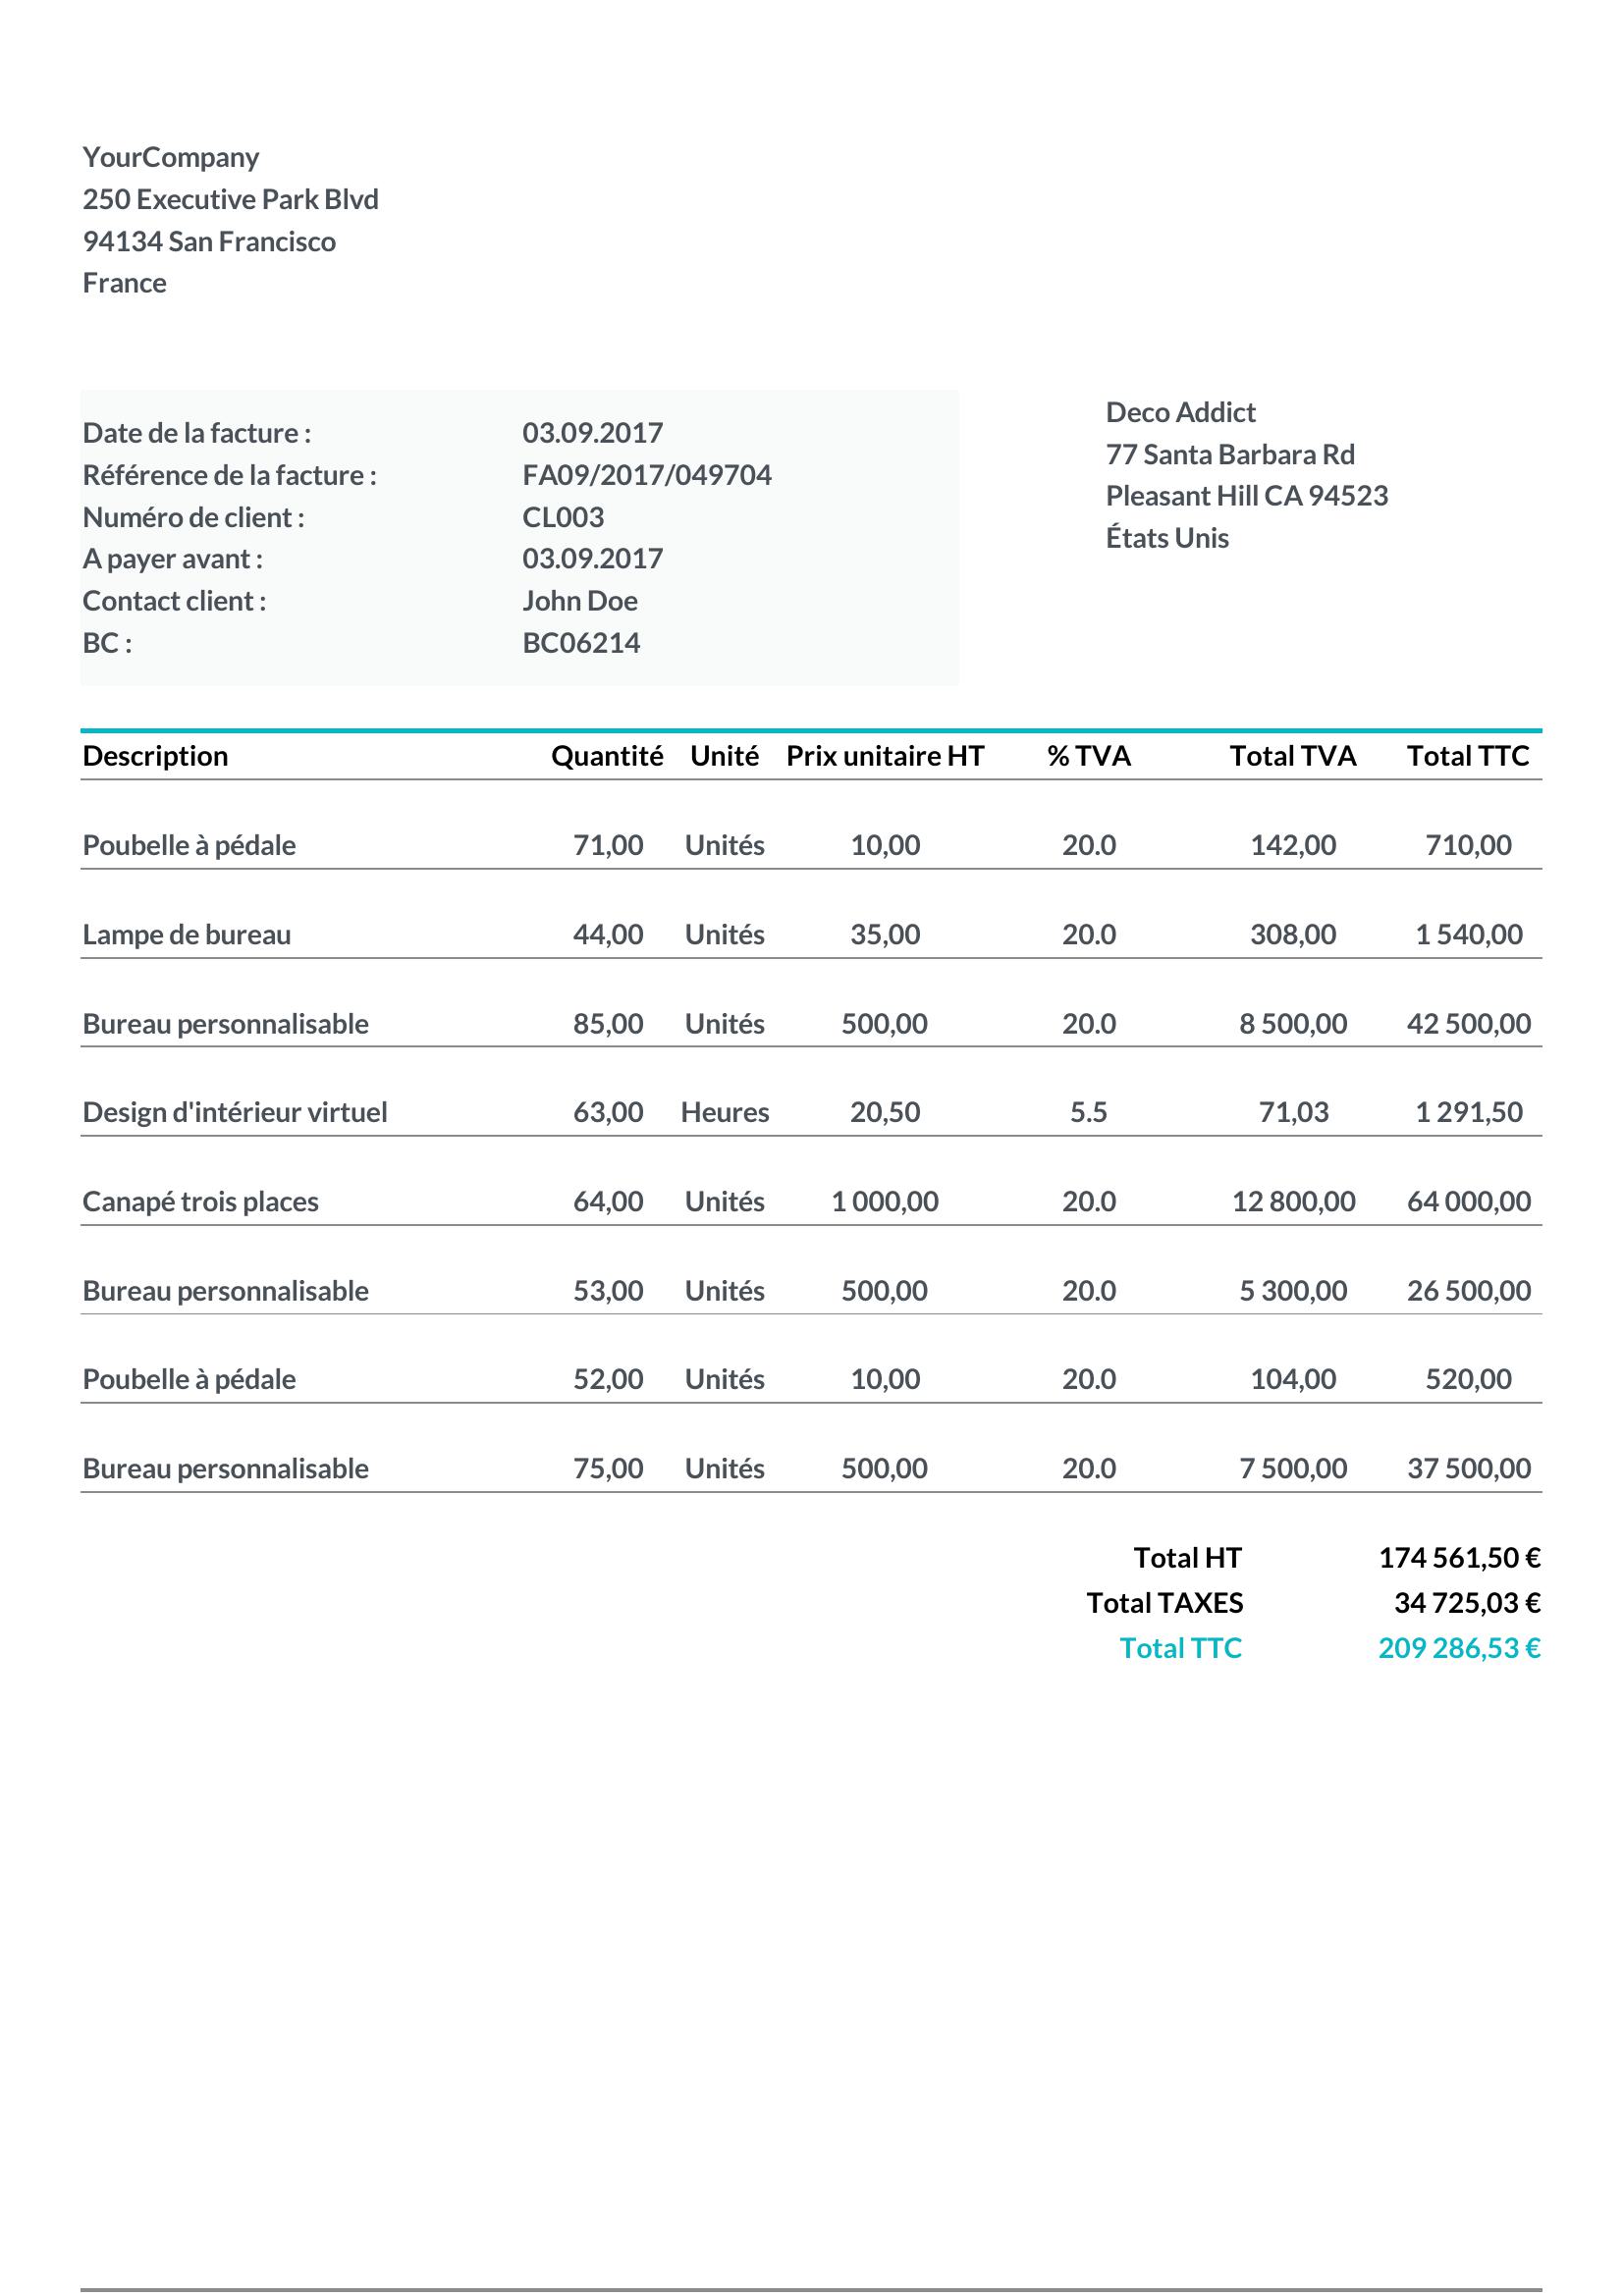 YourCompany
250 Executive Park Blvd
94134 San Francisco
France
Date de la facture : 03.09.2017
Référence de la facture : FA09/2017/049704
Numéro de client : CL003
A payer avant : 03.09.2017
Contact client : John Doe
BC : BC06214
Deco Addict
77 Santa Barbara Rd
Pleasant Hill CA 94523
États Unis
Description Quantité Unité Prix unitaire HT % TVA Total TVA Total TTC
Poubelle à pédale 71,00 Unités 10,00 20.0 142,00 710,00
Lampe de bureau 44,00 Unités 35,00 20.0 308,00 1 540,00
Bureau personnalisable 85,00 Unités 500,00 20.0 8 500,00 42 500,00
Design d'intérieur virtuel 63,00 Heures 20,50 5.5 71,03 1 291,50
Canapé trois places 64,00 Unités 1 000,00 20.0 12 800,00 64 000,00
Bureau personnalisable 53,00 Unités 500,00 20.0 5 300,00 26 500,00
Poubelle à pédale 52,00 Unités 10,00 20.0 104,00 520,00
Bureau personnalisable 75,00 Unités 500,00 20.0 7 500,00 37 500,00
Total HT 174 561,50 €
Total TAXES 34 725,03 €
Total TTC 209 286,53 €